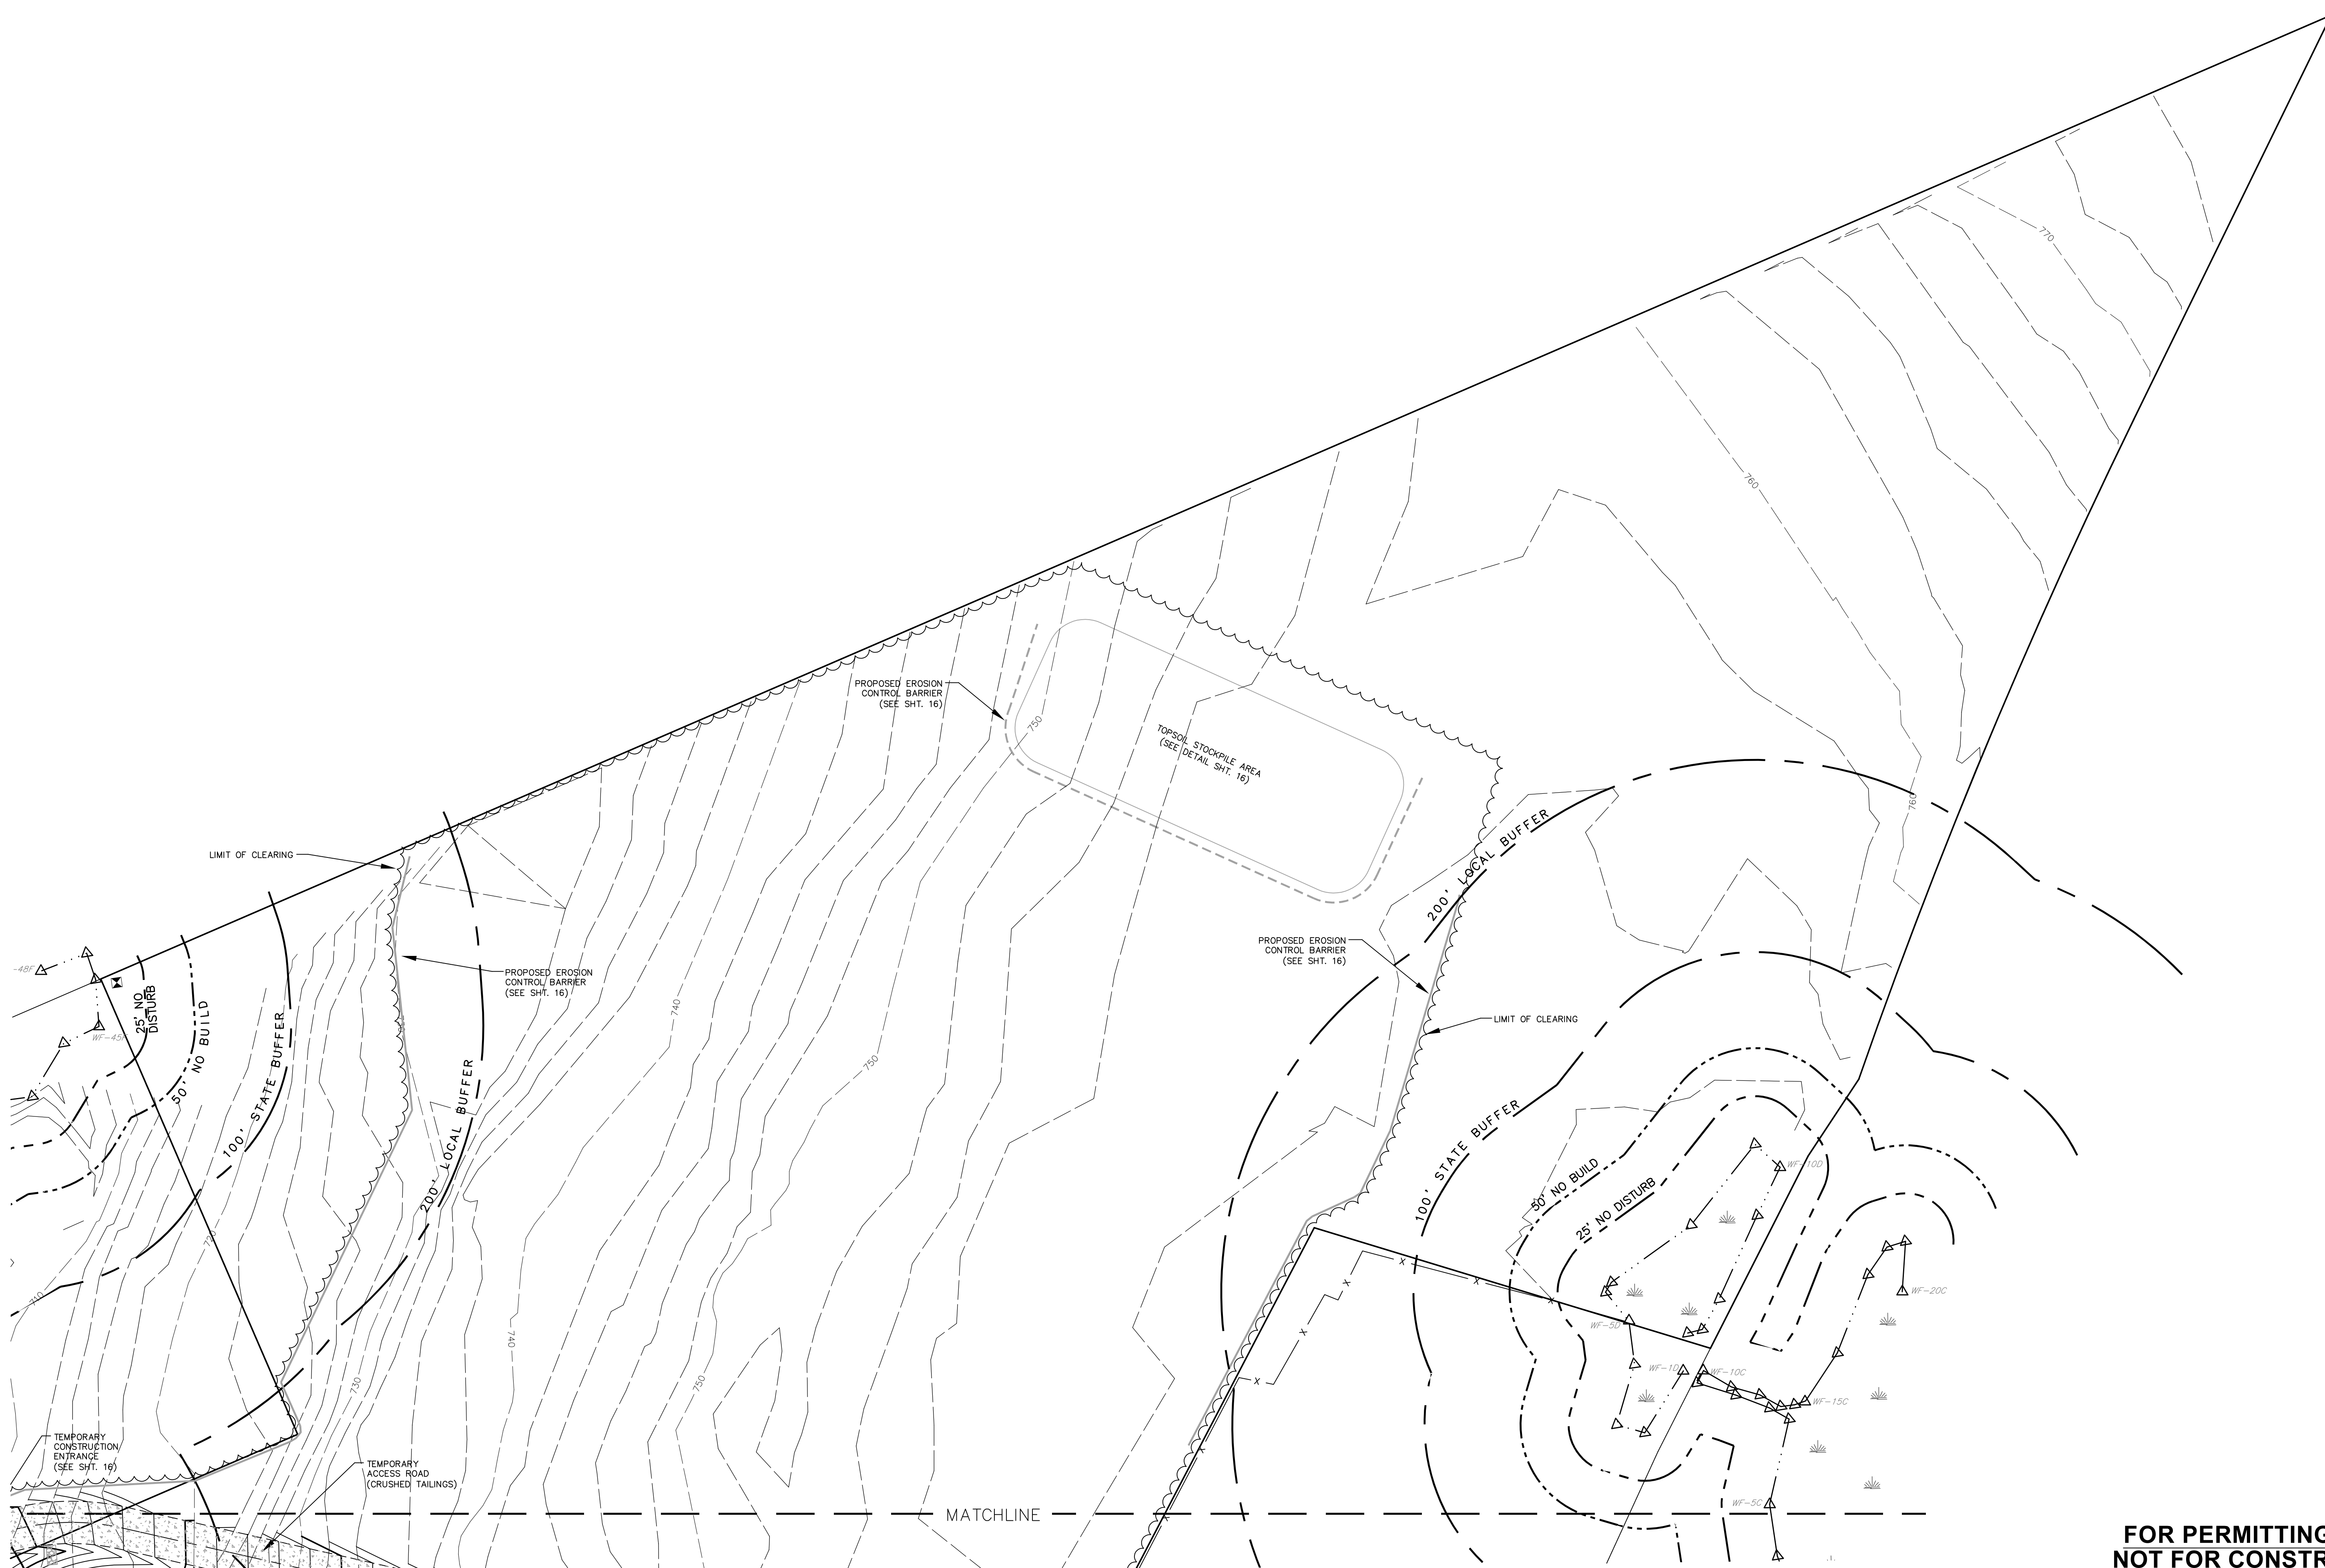 770
760
PROPOSED EROSION
CONTROL BARRIER
(SEE SHT. 16)
750
TOPSOIL STOCKPILE AREA
(SEE DETAIL SHT. 16)
760
200' LOCAL BUFFER
LIMIT OF CLEARING
PROPOSED EROSION
CONTROL BARRIER
(SEE SHT. 16)
-48F
PROPOSED EROSION
CONTROL BARRIER
(SEE SHT. 16)
25' NO
DISTURB
50' NO BUILD
100' STATE BUFFER
740
LIMIT OF CLEARING
WF-45F
750
200' LOCAL BUFFER
100' STATE BUFFER
50' NO BUILD
25' NO DISTURB
WF-10D
720
710
X X X X X X
WF-20C
WF-5D
740
730
750
WF-1D
WF-10C
WF-15C
TEMPORARY
CONSTRUCTION
ENTRANCE
(SEE SHT. 16)
TEMPORARY
ACCESS ROAD
(CRUSHED TAILINGS)
WF-5C
MATCHLINE
FOR PERMITTING
NOT FOR CONSTR